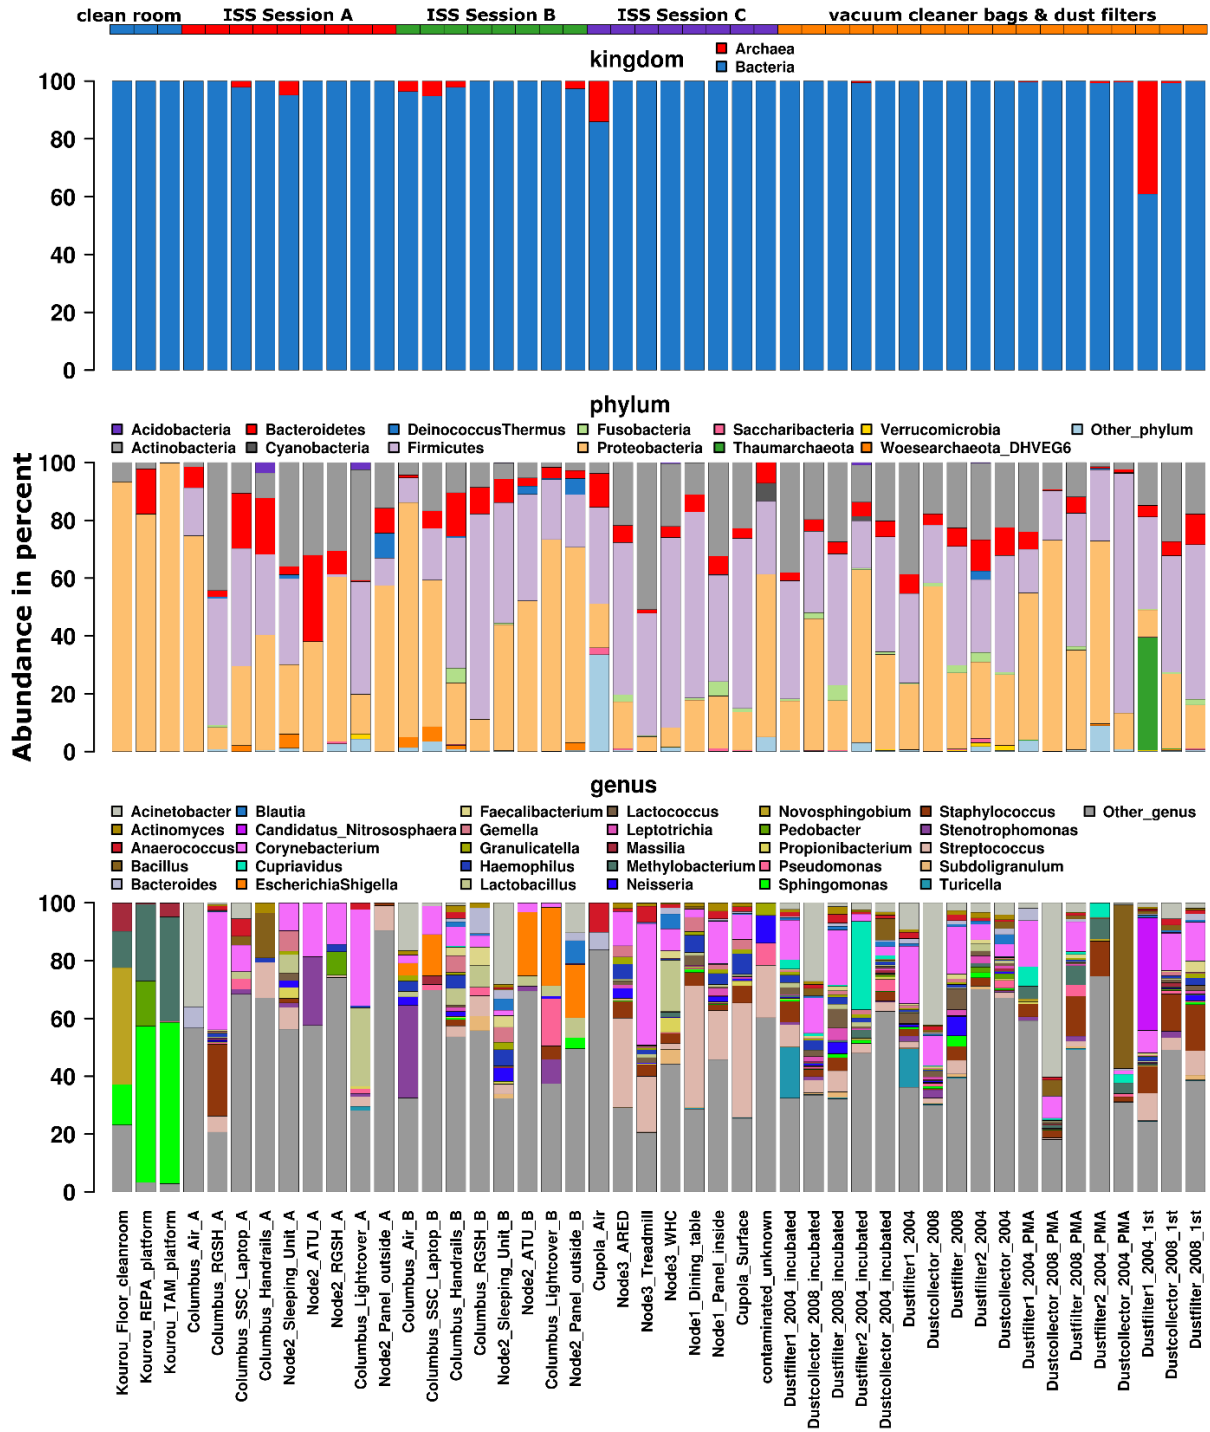 clean room ISS Session A ISS Session B ISS Session C vacuum cleaner bags & dust filters
kingdom
Archaea
Bacteria
100
80
60
40
20
0
phylum
Acidobacteria Bacteroidetes DeinococcusThermus Fusobacteria Saccharibacteria Verrucomicrobia Other_phylum
Actinobacteria Cyanobacteria Firmicutes Proteobacteria Thaumarchaeota Woesearchaeota_DHVEG6
100
80
60
40
20
0
Abundance in percent
genus
Acinetobacter Blautia Faecalibacterium Lactococcus Novosphingobium Staphylococcus Other_genus
Actinomyces Candidatus_Nitrososphaera Gemella Leptotrichia Pedobacter Stenotrophomonas
Anaerococcus Corynebacterium Granulicatella Massilia Propionibacterium Streptococcus
Bacillus Cupriavidus Haemophilus Methylobacterium Pseudomonas Subdoligranulum
Bacteroides EscherichiaShigella Lactobacillus Neisseria Sphingomonas Turicella
100
80
60
40
20
0
Kourou_Floor_cleanroom
Kourou_REPA_platform
Kourou_TAM_platform
Columbus_Air_A
Columbus_RGSH_A
Columbus_SSC_Laptop_A
Columbus_Handrails_A
Node2_Sleeping_Unit_A
Node2_ATU_A
Node2_RGSH_A
Columbus_Lightcover_A
Node2_Panel_outside_A
Columbus_Air_B
Columbus_SSC_Laptop_B
Columbus_Handrails_B
Columbus_RGSH_B
Node2_Sleeping_Unit_B
Node2_ATU_B
Columbus_Lightcover_B
Node2_Panel_outside_B
Cupola_Air
Node3_ARED
Node3_Treadmill
Node3_WHC
Node1_Dining_table
Node1_Panel_inside
Cupola_Surface
contaminated_unknown
Dustfilter1_2004_incubated
Dustcollector_2008_incubated
Dustfilter_2008_incubated
Dustfilter2_2004_incubated
Dustcollector_2004_incubated
Dustfilter1_2004
Dustcollector_2008
Dustfilter_2008
Dustfilter2_2004
Dustcollector_2004
Dustfilter1_2004_PMA
Dustcollector_2008_PMA
Dustfilter_2008_PMA
Dustfilter2_2004_PMA
Dustcollector_2004_PMA
Dustfilter1_2004_1st
Dustcollector_2008_1st
Dustfilter_2008_1st